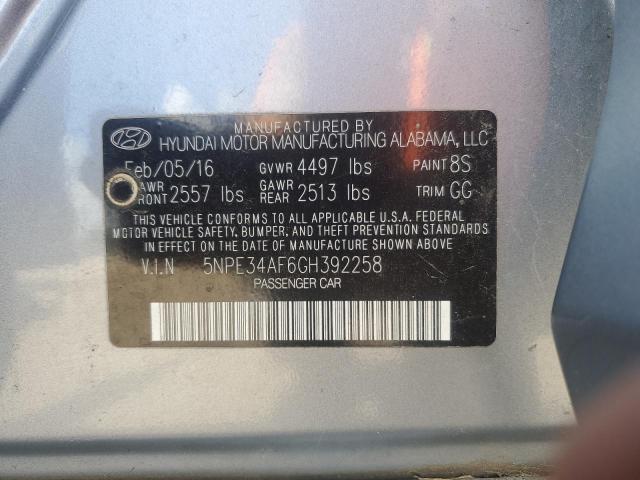 MANUFACTURED BY
HYUNDAI MOTOR MANUFACTURING ALABAMA, LLC
Feb/05/16 GVWR 4497 lbs PAINT 8S
GAWR FRONT 2557 lbs GAWR REAR 2513 lbs TRIM GG
THIS VEHICLE CONFORMS TO ALL APPLICABLE U.S.A. FEDERAL
MOTOR VEHICLE SAFETY, BUMPER, AND THEFT PREVENTION STANDARDS
IN EFFECT ON THE DATE OF MANUFACTURE SHOWN ABOVE.
V.I.N 5NPE34AF6GH392258
PASSENGER CAR